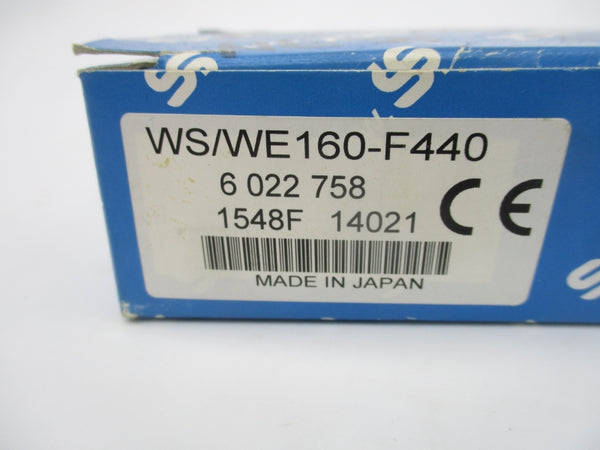 WS/WE160-F440
6 022 758
1548F 14021
CE
MADE IN JAPAN